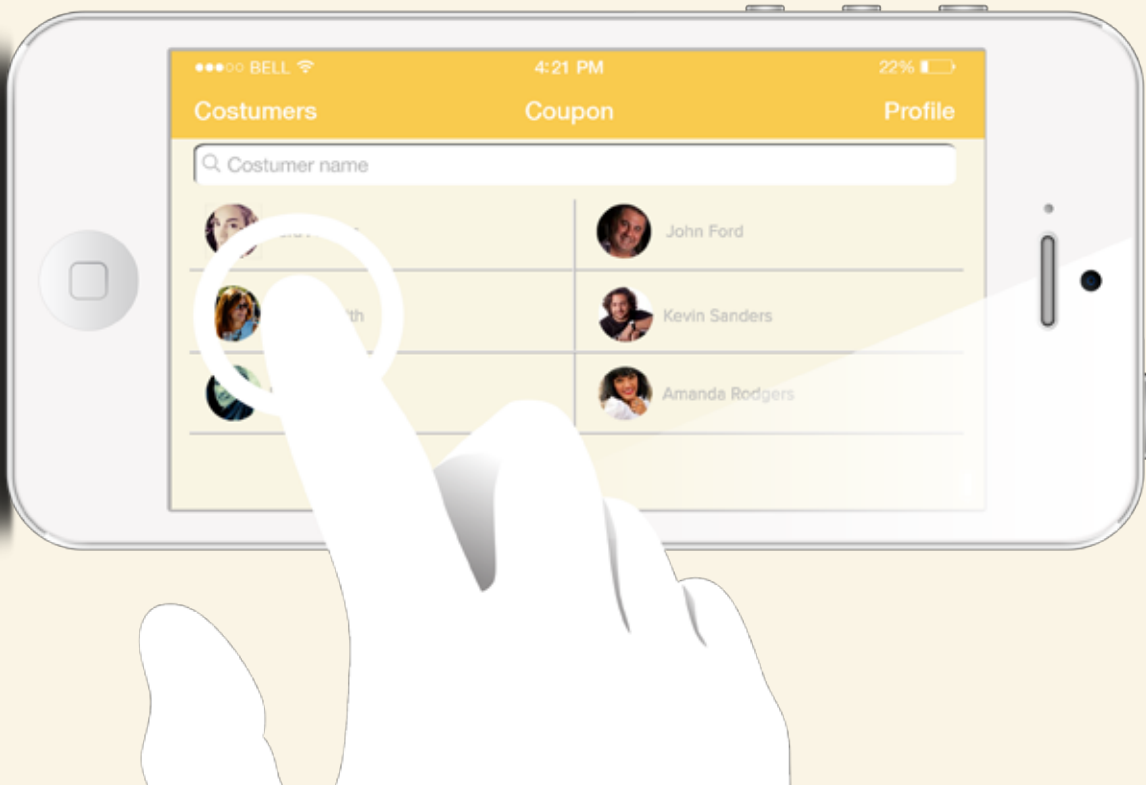 BELL 4:21 PM 22%
Costumers Coupon Profile
Costumer name
John Ford
Kevin Sanders
Amanda Rodgers